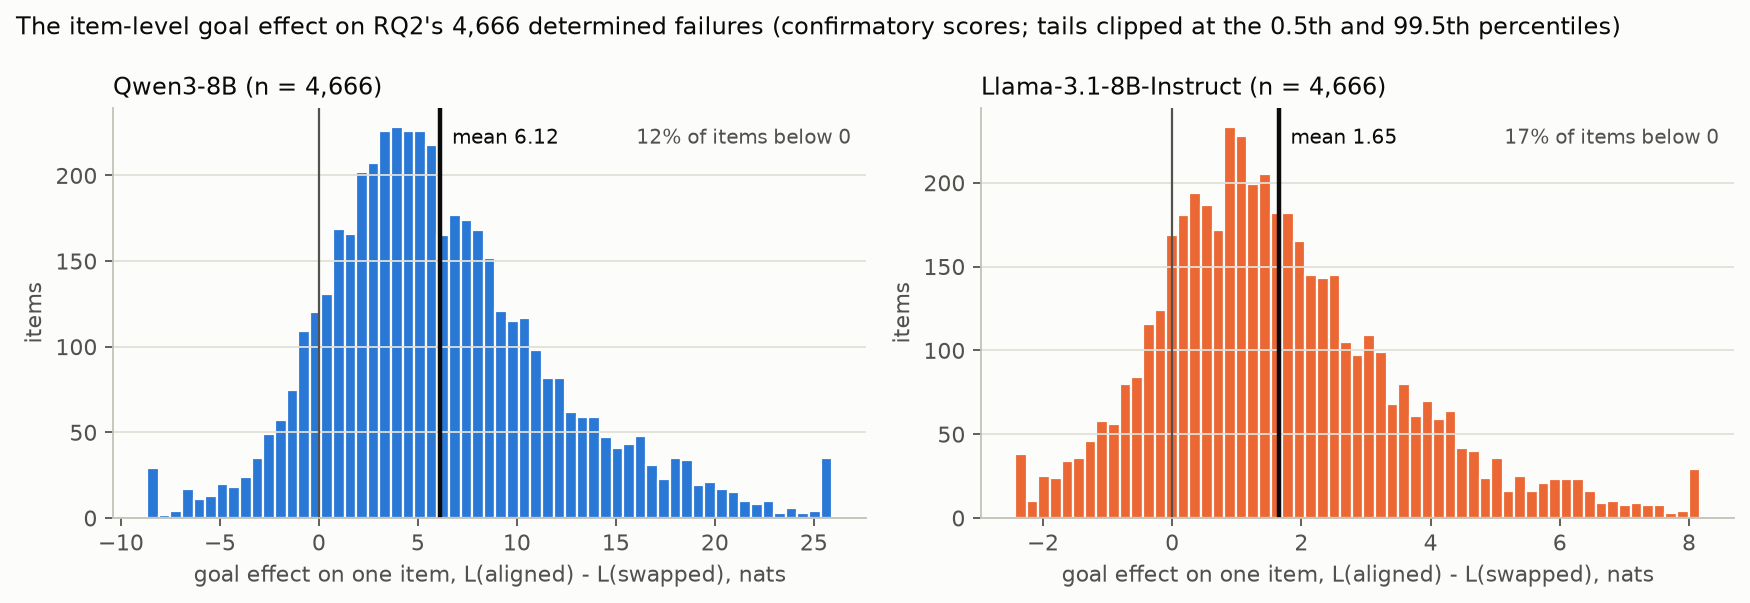 The item-level goal effect on RQ2's 4,666 determined failures (confirmatory scores; tails clipped at the 0.5th and 99.5th percentiles)
Qwen3-8B (n = 4,666)
mean 6.12
12% of items below 0
items
200
150
100
50
0
−10 −5 0 5 10 15 20 25
goal effect on one item, L(aligned) - L(swapped), nats
Llama-3.1-8B-Instruct (n = 4,666)
mean 1.65
17% of items below 0
items
200
150
100
50
0
−2 0 2 4 6 8
goal effect on one item, L(aligned) - L(swapped), nats